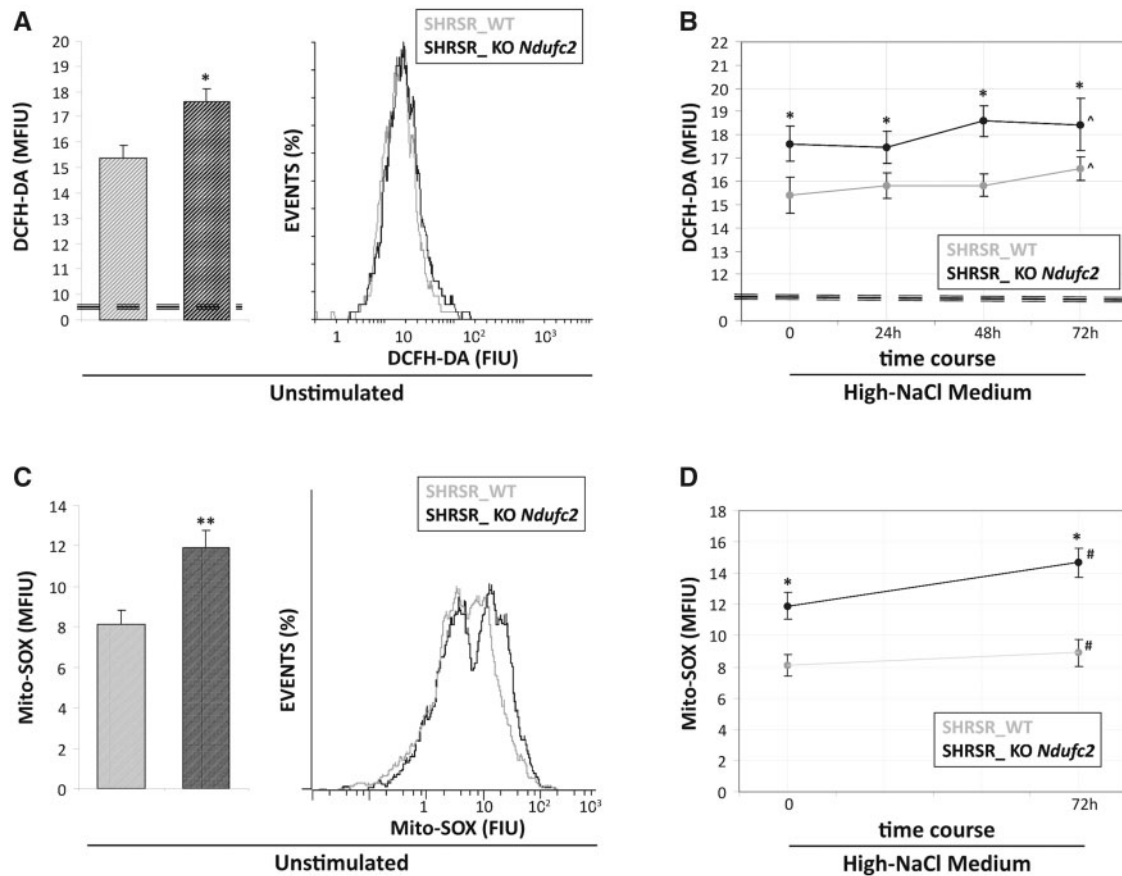 A
DCFH-DA (MFIU)
20
19
18
17
16
15
14
13
12
11
10
0
*
SHRSR_WT
SHRSR_ KO Ndufc2
EVENTS (%)
1 10 10² 10³
DCFH-DA (FIU)
Unstimulated
B
DCFH-DA (MFIU)
22
21
20
19
18
17
16
15
12
0
* * * *
^
^
SHRSR_WT
SHRSR_ KO Ndufc2
0 24h 48h 72h
time course
High-NaCl Medium
C
Mito-SOX (MFIU)
14
12
10
8
6
4
2
0
**
SHRSR_WT
SHRSR_ KO Ndufc2
EVENTS (%)
1 10 10² 10³
Mito-SOX (FIU)
Unstimulated
D
Mito-SOX (MFIU)
18
16
14
12
10
8
6
4
2
0
* *
#
#
SHRSR_WT
SHRSR_ KO Ndufc2
0 72h
time course
High-NaCl Medium